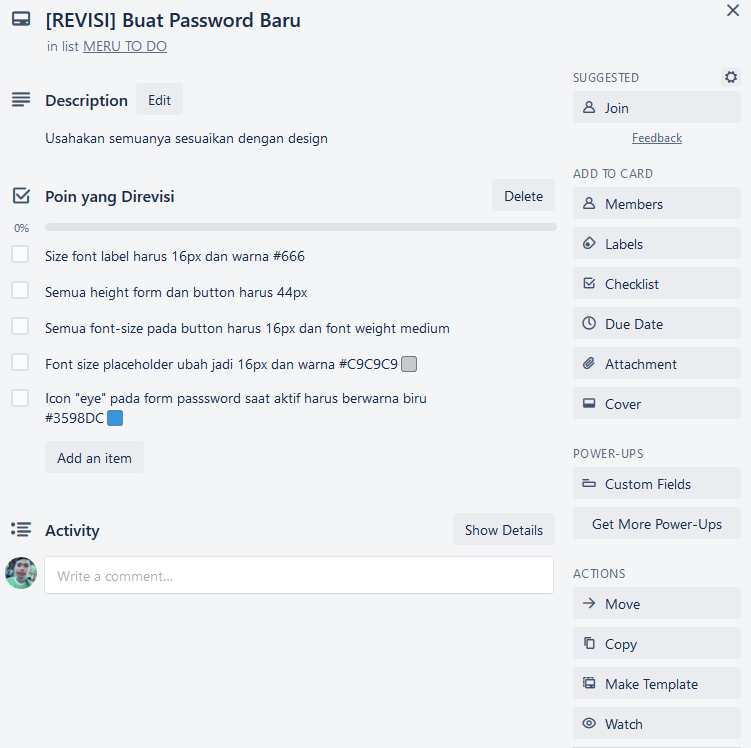 [REVISI] Buat Password Baru
in list MERU TO DO
Description
Edit
Usahakan semuanya sesuaikan dengan design
Poin yang Direvisi
Delete
0%
Size font label harus 16px dan warna #666
Semua height form dan button harus 44px
Semua font-size pada button harus 16px dan font weight medium
Font size placeholder ubah jadi 16px dan warna #C9C9C9
Icon "eye" pada form passsword saat aktif harus berwarna biru
#3598DC
Add an item
Activity
Show Details
Write a comment...
SUGGESTED
Join
Feedback
ADD TO CARD
Members
Labels
Checklist
Due Date
Attachment
Cover
POWER-UPS
Custom Fields
Get More Power-Ups
ACTIONS
Move
Copy
Make Template
Watch